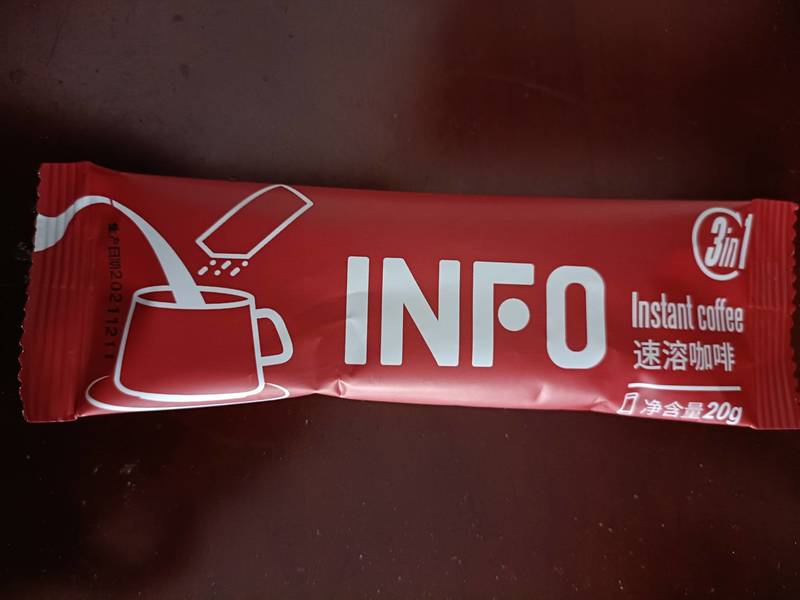 生产日期20211211
INFO
3in1
Instant coffee
速溶咖啡
净含量20g